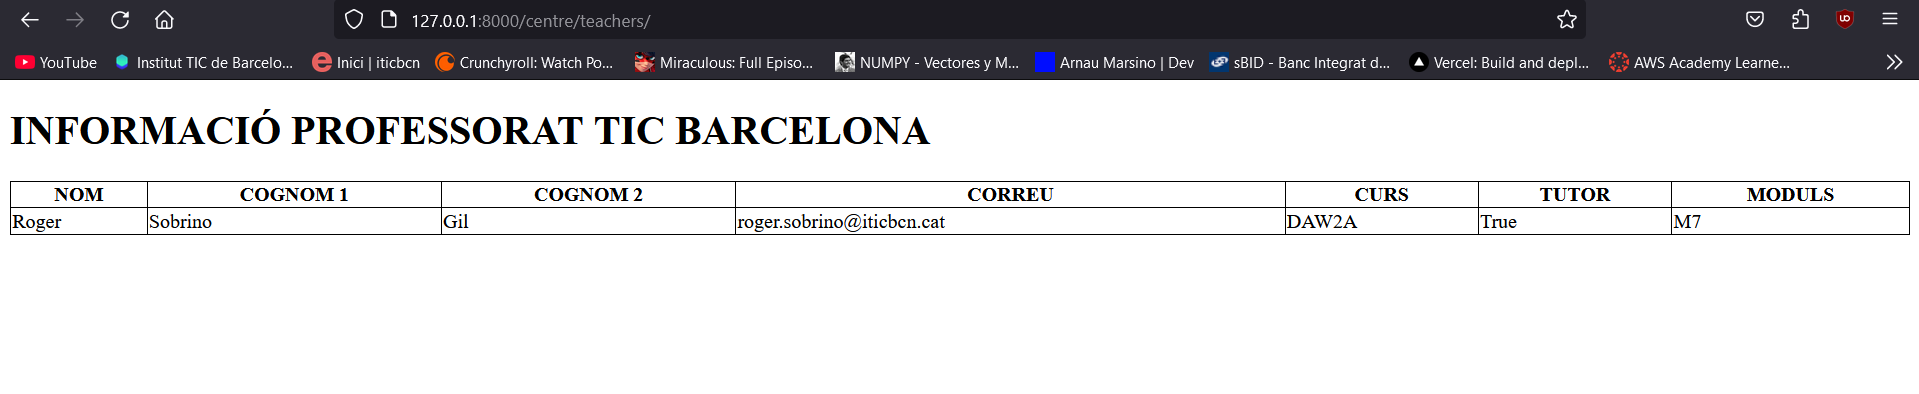 127.0.0.1:8000/centre/teachers/
YouTube Institut TIC de Barcelo... Inici | iticbcn Crunchyroll: Watch Po... Miraculous: Full Episo... NUMPY - Vectores y M... Arnau Marsino | Dev sBID - Banc Integrat d... Vercel: Build and depl... AWS Academy Learne...
INFORMACIÓ PROFESSORAT TIC BARCELONA
NOM COGNOM 1 COGNOM 2 CORREU CURS TUTOR MODULS
Roger Sobrino Gil roger.sobrino@iticbcn.cat DAW2A True M7